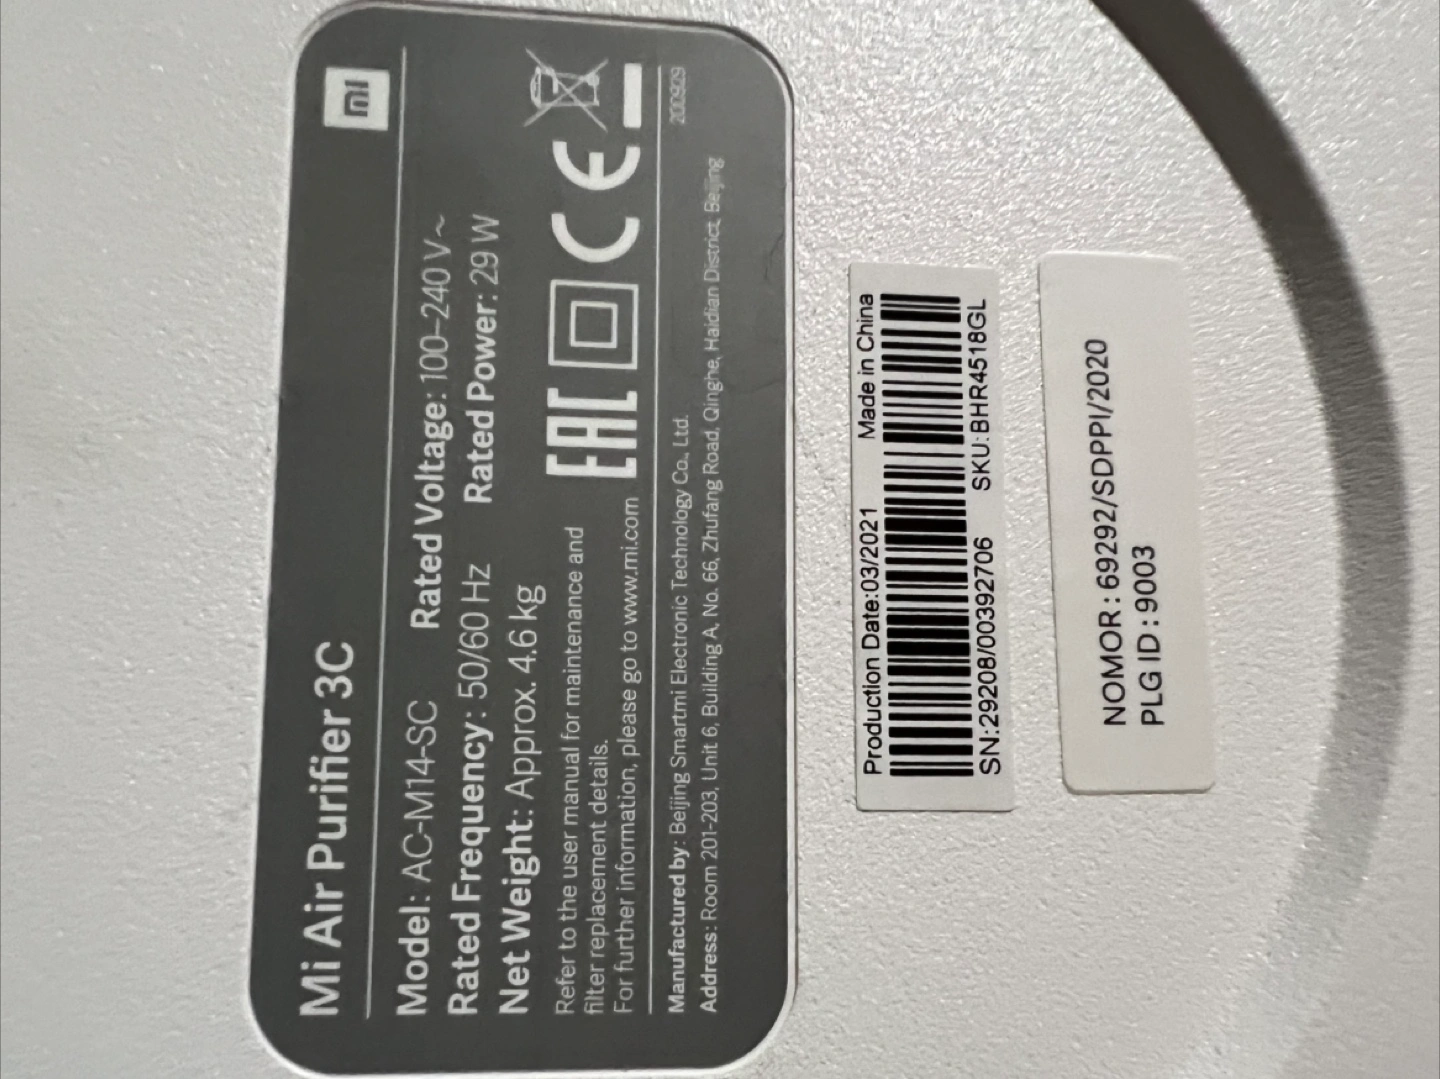 Mi Air Purifier 3C
mi
Model: AC-M14-SC Rated Voltage: 100–240 V~
Rated Frequency: 50/60 Hz Rated Power: 29 W
Net Weight: Approx. 4.6 kg
Refer to the user manual for maintenance and
filter replacement details.
For further information, please go to www.mi.com
EAC CE
Manufactured by: Beijing Smartmi Electronic Technology Co., Ltd.
200929
Address: Room 201-203, Unit 6, Building A, No. 66, Zhufang Road, Qinghe, Haidian District, Beijing
Production Date:03/2021 Made in China
SN:29208/00392706 SKU:BHR4518GL
NOMOR : 69292/SDPPI/2020
PLG ID : 9003